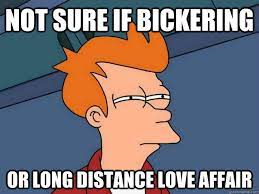 NOT SURE IF BICKERING
OR LONG DISTANCE LOVE AFFAIR